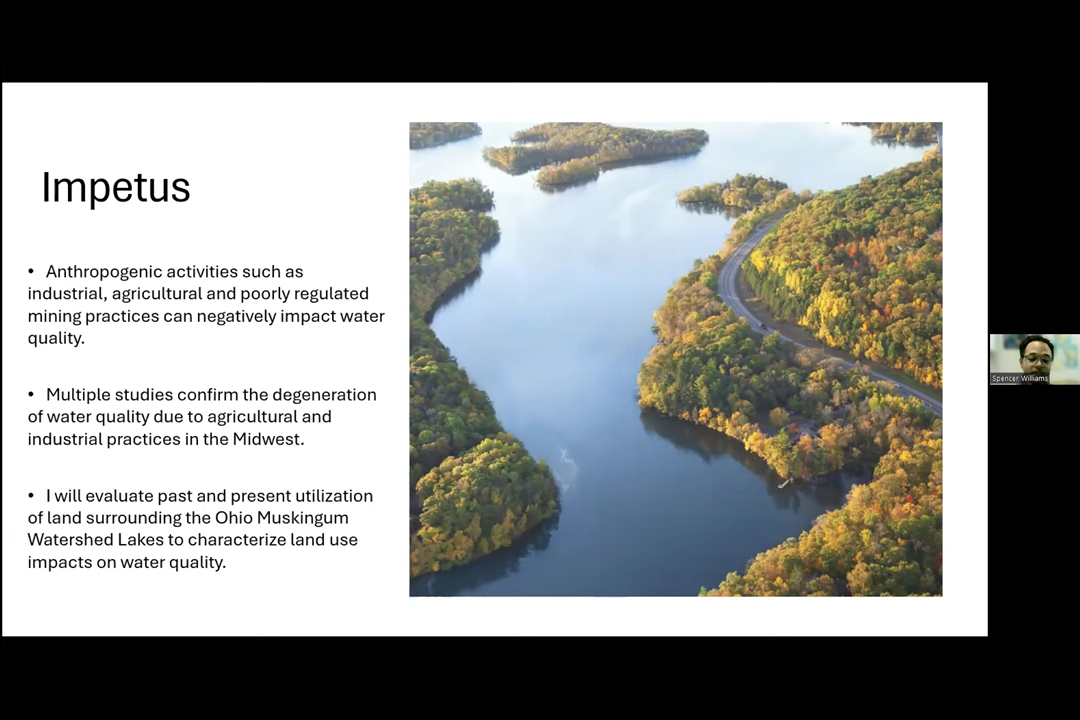 Impetus
• Anthropogenic activities such as
industrial, agricultural and poorly regulated
mining practices can negatively impact water
quality.
• Multiple studies confirm the degeneration
of water quality due to agricultural and
industrial practices in the Midwest.
• I will evaluate past and present utilization
of land surrounding the Ohio Muskingum
Watershed Lakes to characterize land use
impacts on water quality.
Spencer Williams